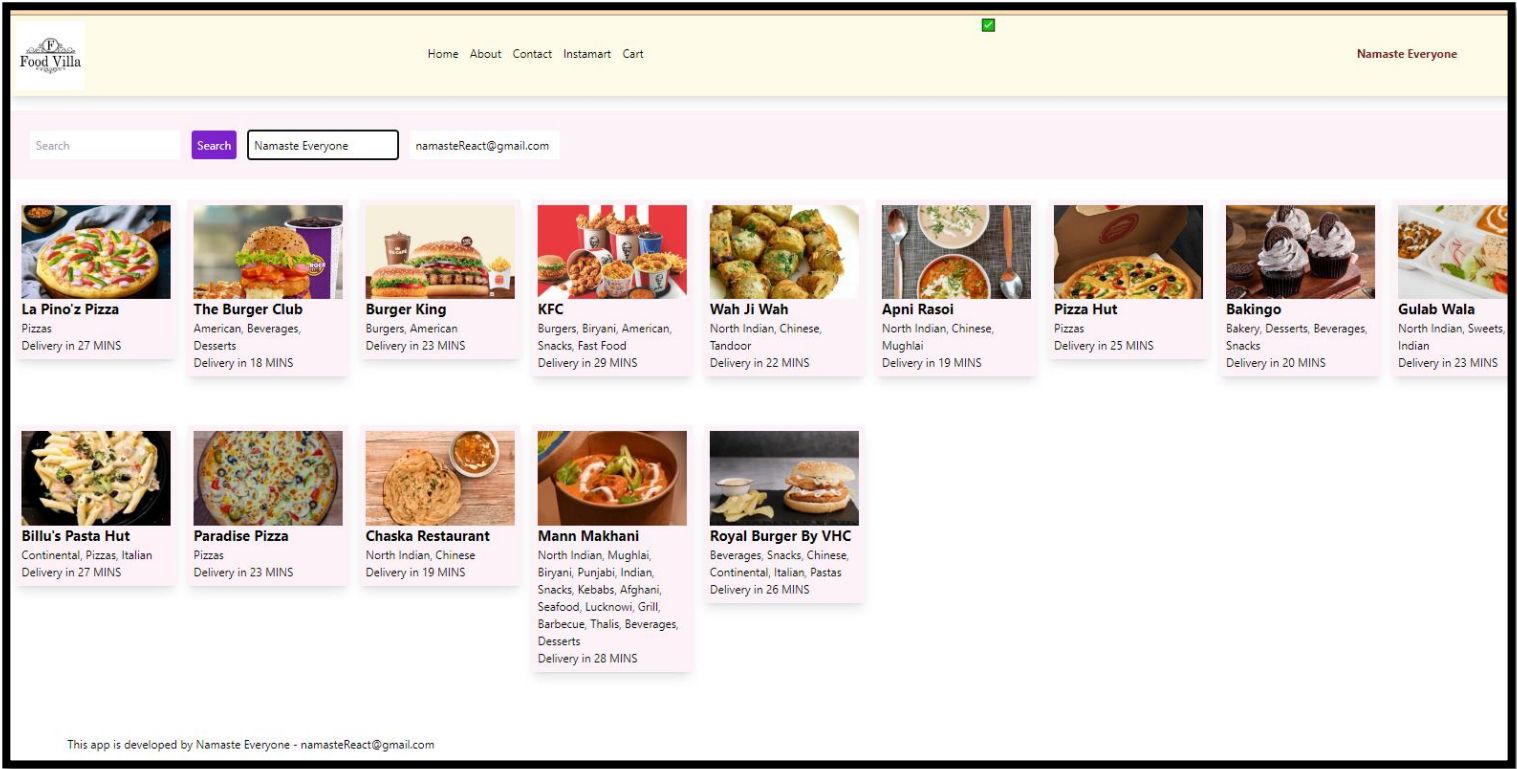 F
Food Villa
Home About Contact Instamart Cart
Namaste Everyone
Search
Search
Namaste Everyone
namasteReact@gmail.com
La Pino'z Pizza
Pizzas
Delivery in 27 MINS
The Burger Club
American, Beverages,
Desserts
Delivery in 18 MINS
Burger King
Burgers, American
Delivery in 23 MINS
KFC
Burgers, Biryani, American,
Snacks, Fast Food
Delivery in 29 MINS
Wah Ji Wah
North Indian, Chinese,
Tandoor
Delivery in 22 MINS
Apni Rasoi
North Indian, Chinese,
Mughlai
Delivery in 19 MINS
Pizza Hut
Pizzas
Delivery in 25 MINS
Bakingo
Bakery, Desserts, Beverages,
Snacks
Delivery in 20 MINS
Gulab Wala
North Indian, Sweets,
Indian
Delivery in 23 MINS
Billu's Pasta Hut
Continental, Pizzas, Italian
Delivery in 27 MINS
Paradise Pizza
Pizzas
Delivery in 23 MINS
Chaska Restaurant
North Indian, Chinese
Delivery in 19 MINS
Mann Makhani
North Indian, Mughlai,
Biryani, Punjabi, Indian,
Snacks, Kebabs, Afghani,
Seafood, Lucknowi, Grill,
Barbecue, Thalis, Beverages,
Desserts
Delivery in 28 MINS
Royal Burger By VHC
Beverages, Snacks, Chinese,
Continental, Italian, Pastas
Delivery in 26 MINS
This app is developed by Namaste Everyone - namasteReact@gmail.com